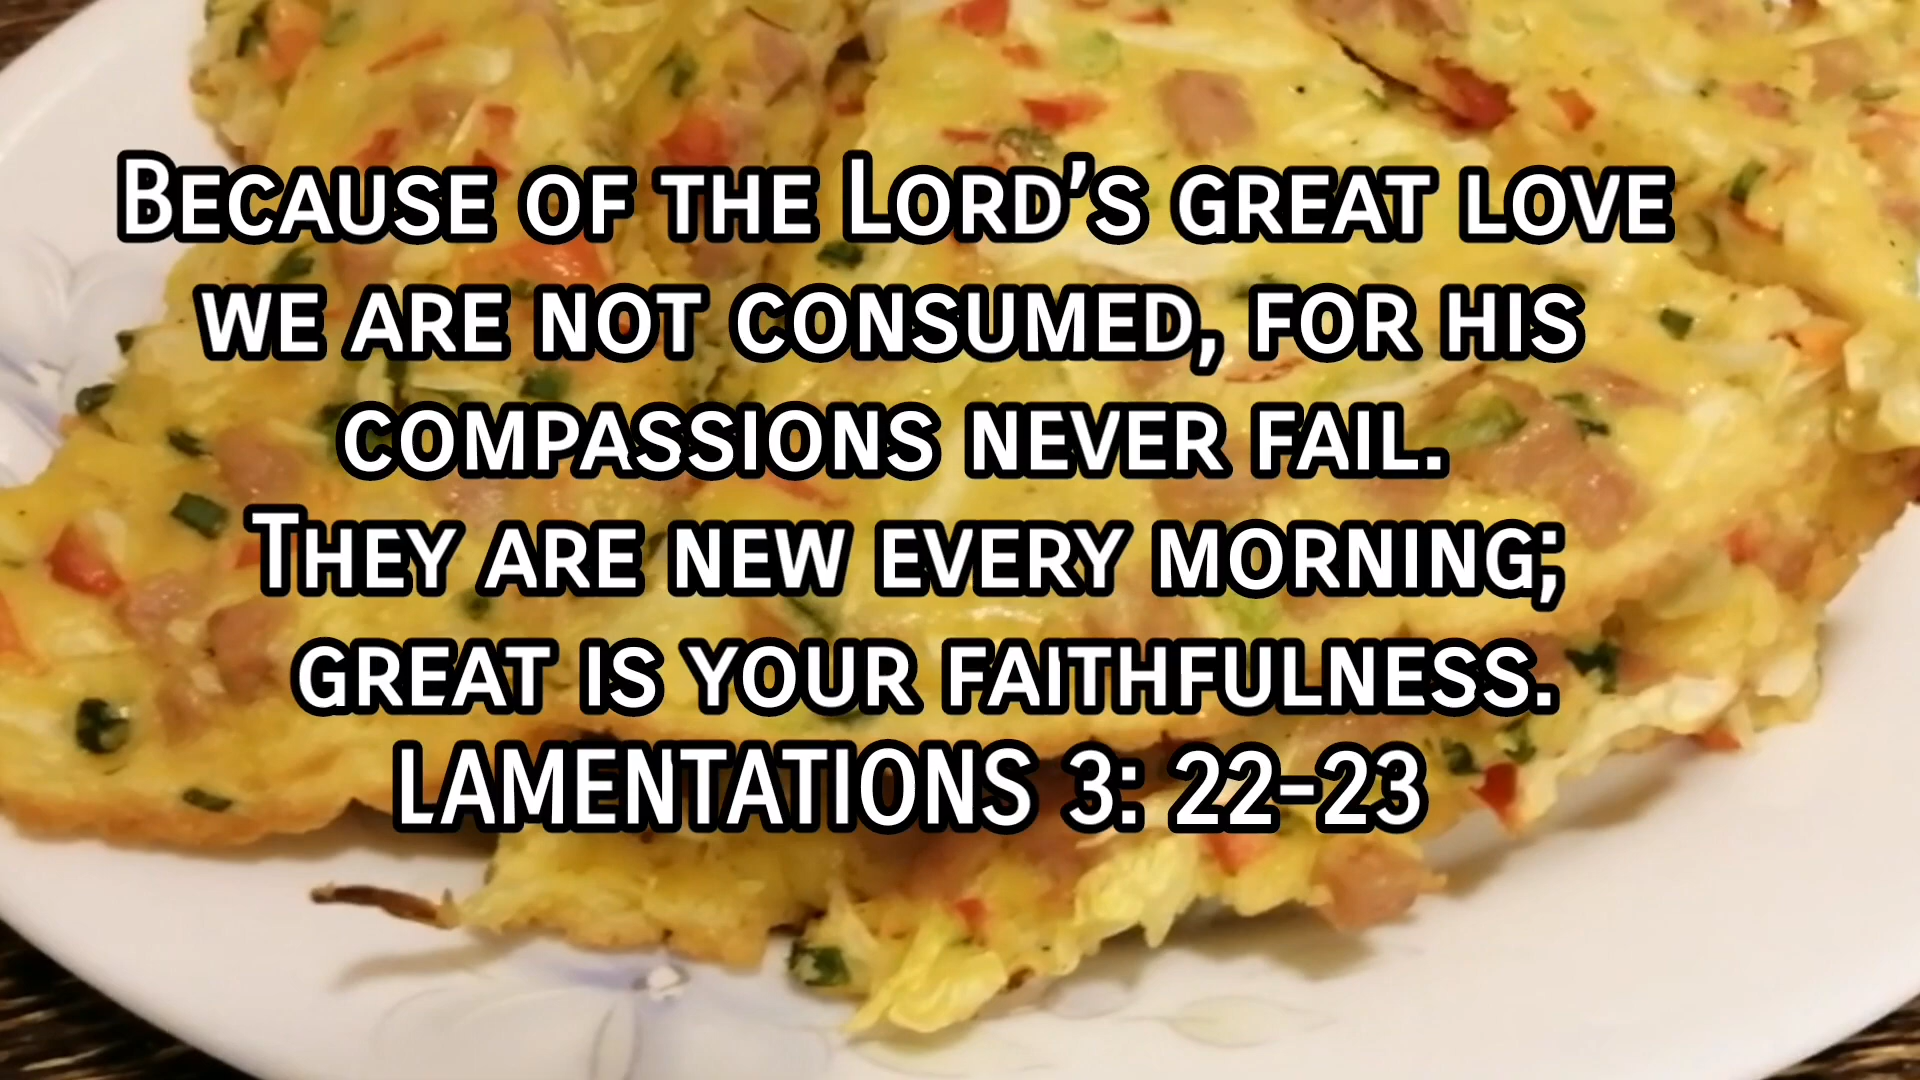 Because of the Lord's great love
we are not consumed, for his
compassions never fail.
They are new every morning;
great is your faithfulness.
LAMENTATIONS 3: 22-23